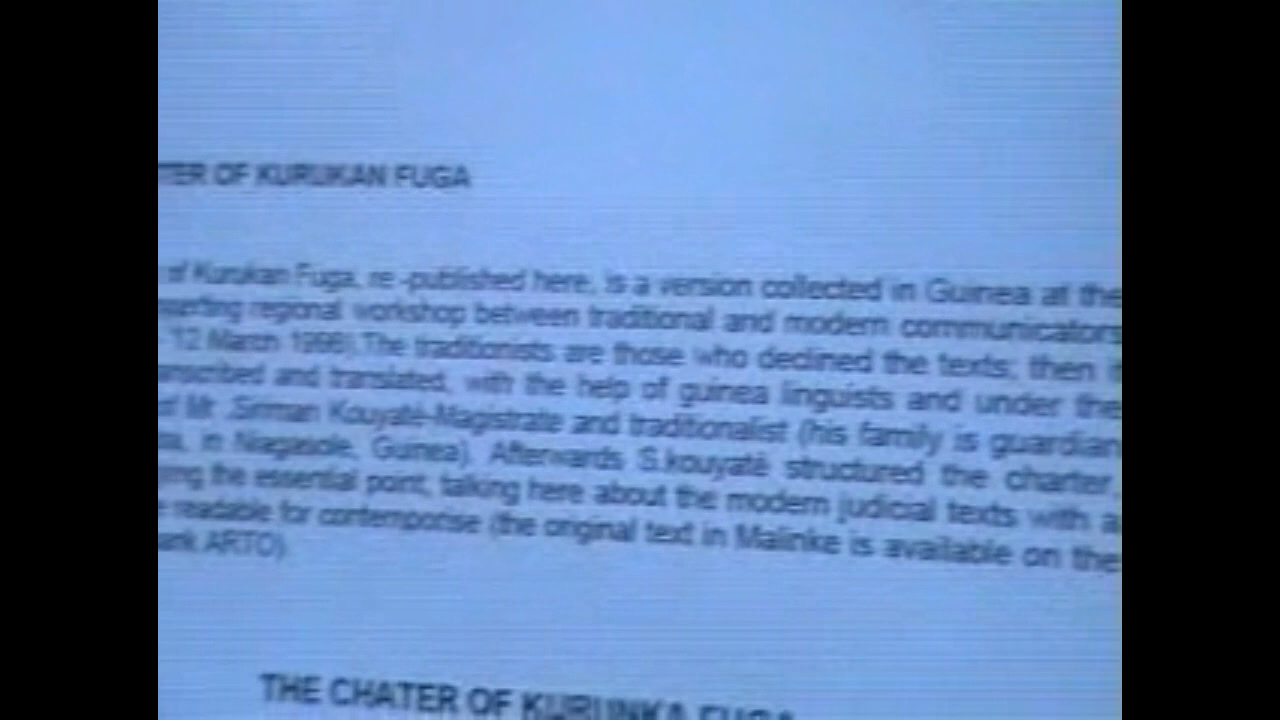 TER OF KURUKAN FUGA
of Kurukan Fuga, re -published here, is a version collected in Guinea at the
regional workshop between traditional and modern communicators
12 March 1998).The traditionists are those who declined the texts; then
and translated, with the help of guinea linguists and under the
of Mr .Siriman Kouyaté-Magistrate and traditionalist (his family is guardian
in Niagasole, Guinea). Afterwards S.kouyaté structured the charter,
the essential point, talking here about the modern judicial texts with a
readable for contemporise (the original text in Malinke is available on the
ank ARTO).
THE CHATER OF KURUNKA FUGA